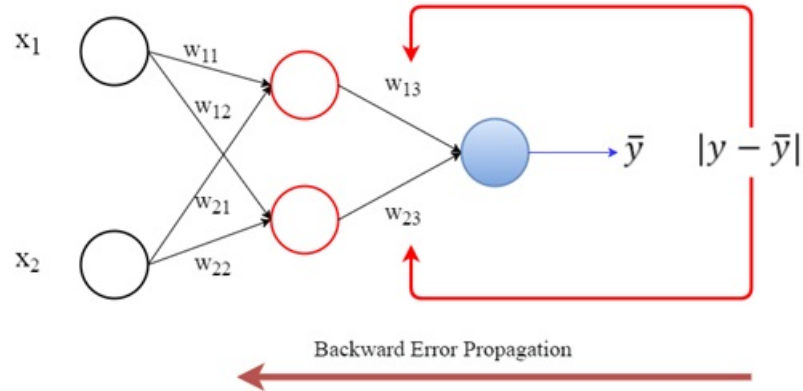 x₁
w₁₁
w₁₂
w₁₃
ȳ
|y − ȳ|
w₂₁
w₂₃
x₂
w₂₂
Backward Error Propagation